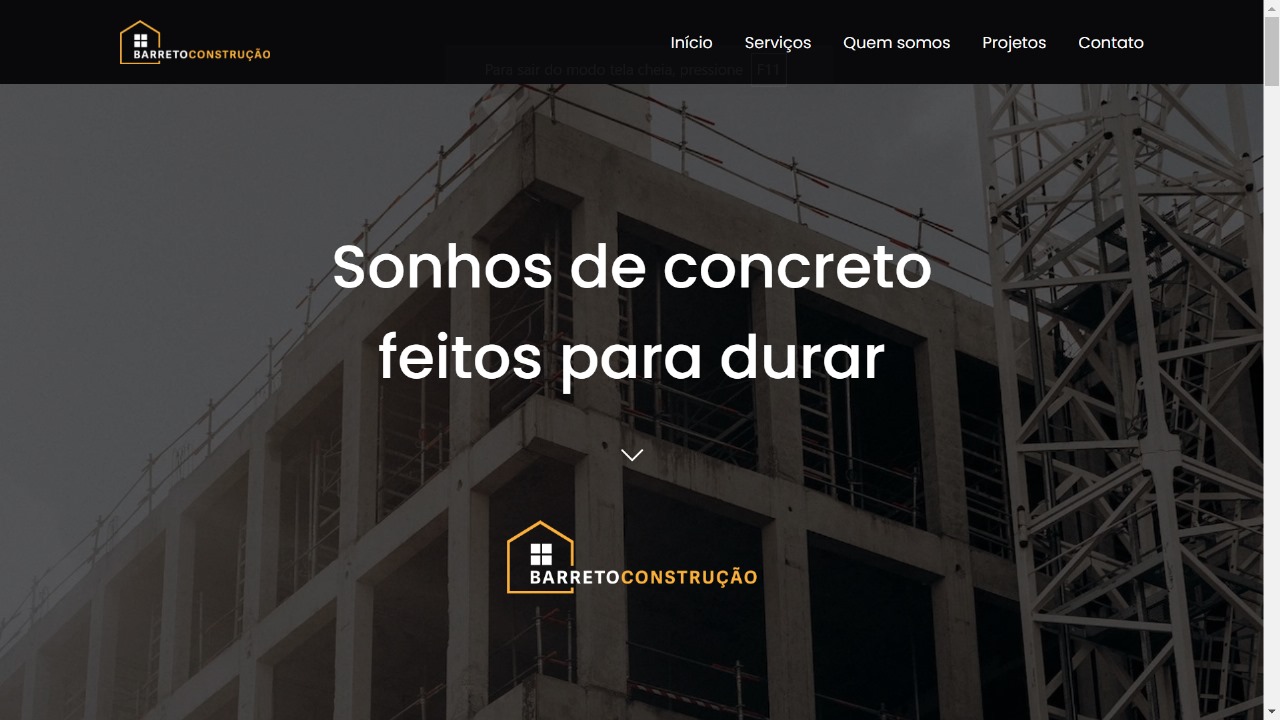 BARRETOCONSTRUÇÃO
Início Serviços Quem somos Projetos Contato
Para sair do modo tela cheia, pressione F11
Sonhos de concreto
feitos para durar
BARRETOCONSTRUÇÃO